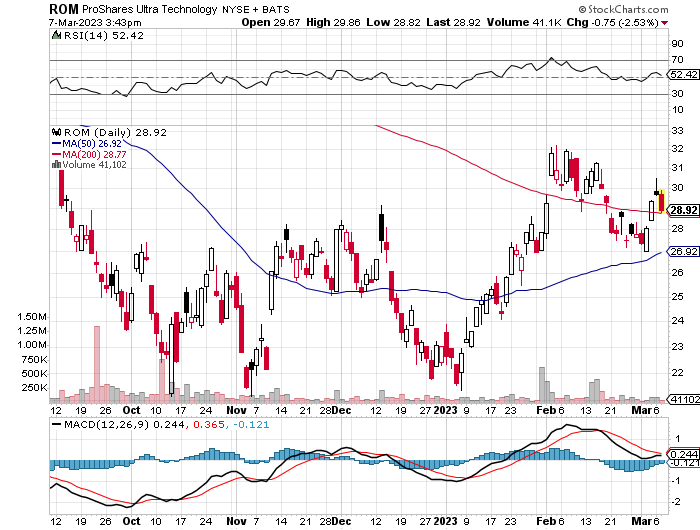 ROM ProShares Ultra Technology NYSE + BATS © StockCharts.com
7-Mar-2023 3:43pm Open 29.67 High 29.86 Low 28.82 Last 28.92 Volume 41.1K Chg -0.75 (-2.53%)
RSI(14) 52.42
90
70
52.42
30
10
ROM (Daily) 28.92
MA(50) 26.92
MA(200) 28.77
Volume 41,102
33
32
31
30
28.92
28
26.92
26
25
24
23
22
1.50M
1.25M
1.00M
750K
500K
250K
41102
12 19 26 Oct 10 17 24 Nov 7 14 21 28 Dec 12 19 27 2023 9 17 23 Feb 6 13 21 27 Mar 6
MACD(12,26,9) 0.244, 0.365, -0.121
1
0.244
-0.121
-1
-2
12 19 26 Oct 10 17 24 Nov 7 14 21 28 Dec 12 19 27 2023 9 17 23 Feb 6 13 21 27 Mar 6